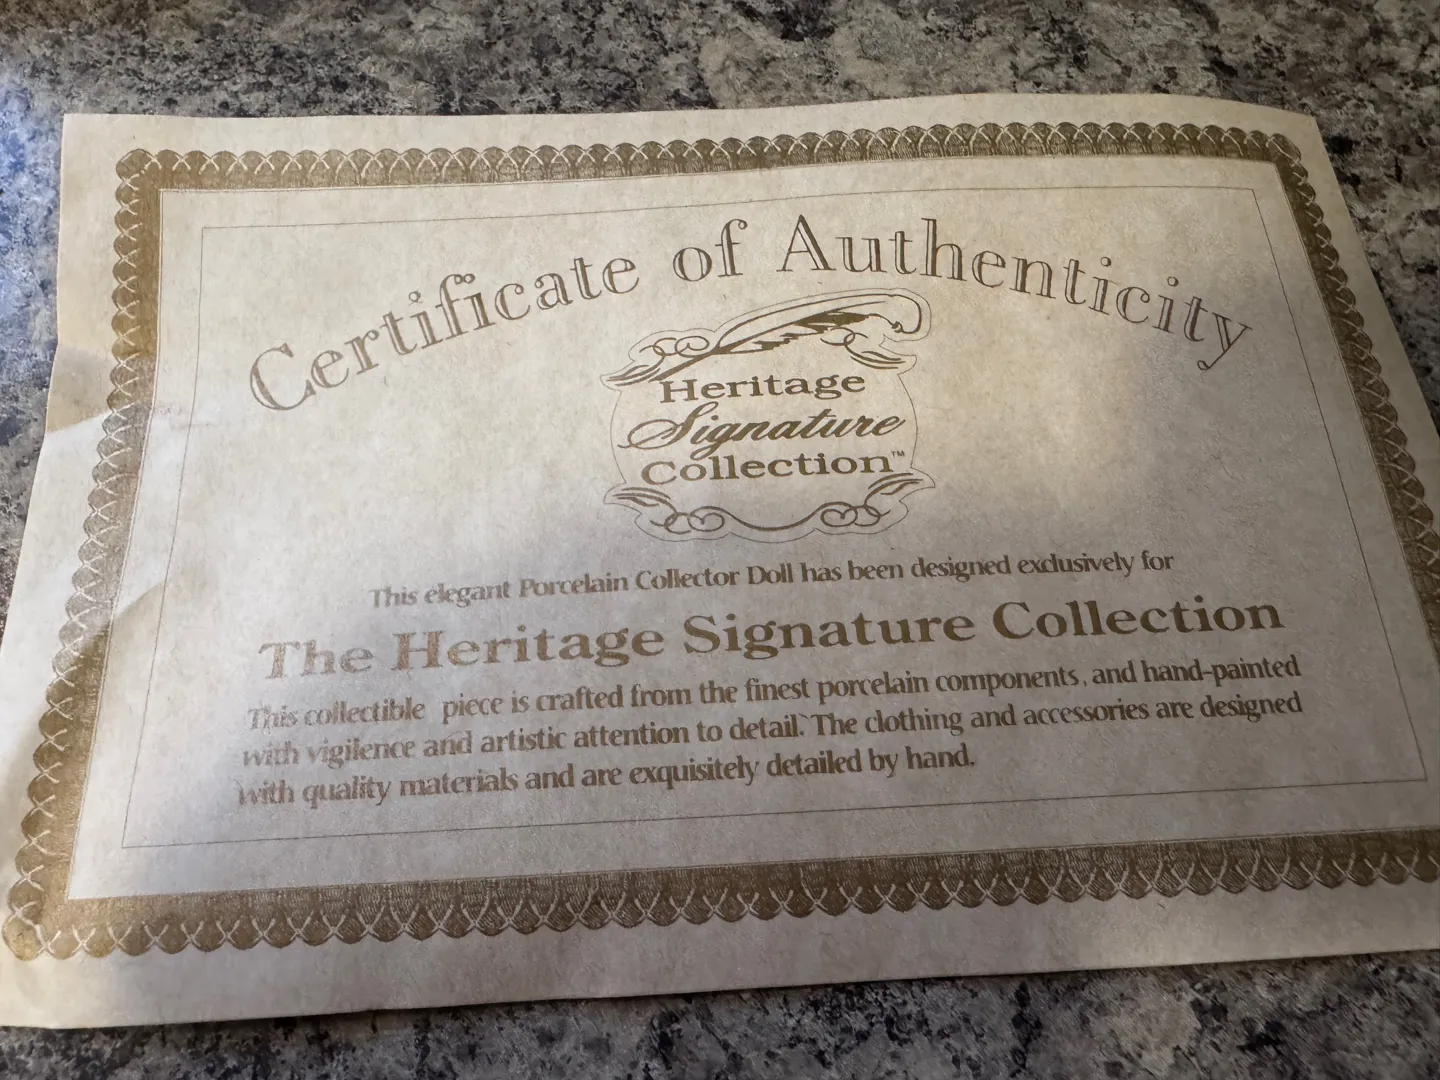 Certificate of Authenticity
Heritage
Signature
Collection™
This elegant Porcelain Collector Doll has been designed exclusively for
The Heritage Signature Collection
This collectible piece is crafted from the finest porcelain components, and hand-painted
with vigilence and artistic attention to detail. The clothing and accessories are designed
with quality materials and are exquisitely detailed by hand.